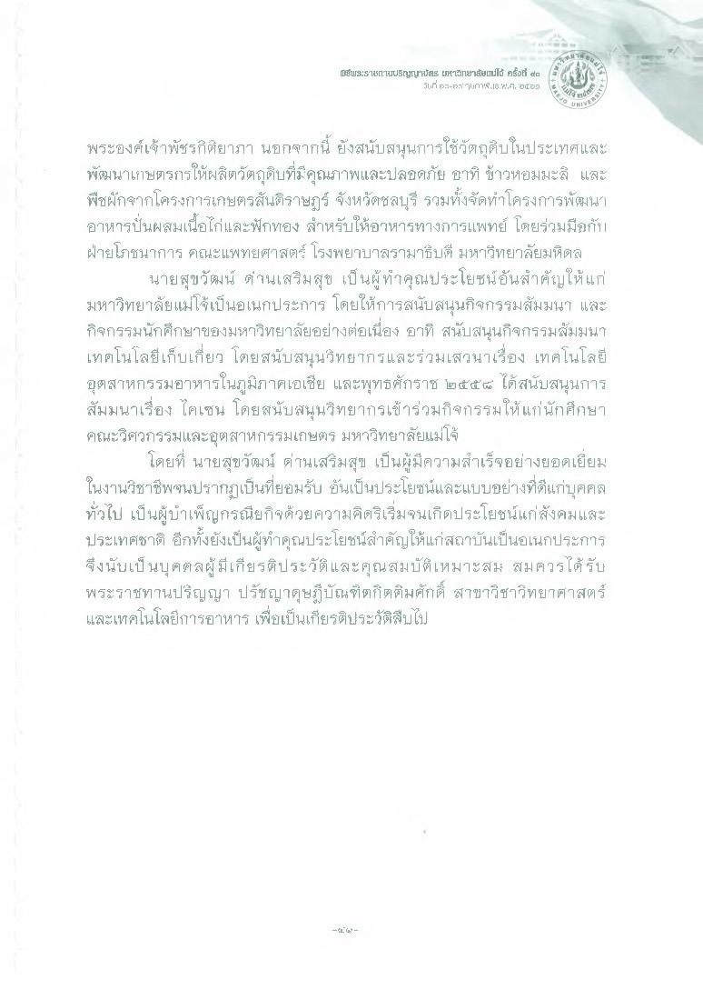 พิธีพระราชทานปริญญาบัตร มหาวิทยาลัยแม่โจ้ ครั้งที่ ๔๐
พ.ศ. ๒๕๖๑
มหาวิทยาลัยแม่โจ้
MAEJO UNIVERSITY
พระองค์เจ้าพัชรกิติยาภา นอกจากนี้ ยังสนับสนุนการใช้วัตถุดิบในประเทศและ
พัฒนาเกษตรกรให้ผลิตวัตถุดิบที่มีคุณภาพและปลอดภัย อาทิ ข้าวหอมมะลิ และ
พืชผักจากโครงการเกษตรสันติราษฎร์ จังหวัดชลบุรี รวมทั้งจัดทำโครงการพัฒนา
อาหารปั่นผสมเนื้อไก่และฟักทอง สำหรับให้อาหารทางการแพทย์ โดยร่วมมือกับ
ฝ่ายโภชนาการ คณะแพทยศาสตร์ โรงพยาบาลรามาธิบดี มหาวิทยาลัยมหิดล
นายสุขวัฒน์ ด่านเสริมสุข เป็นผู้ทำคุณประโยชน์อันสำคัญให้แก่
มหาวิทยาลัยแม่โจ้เป็นอเนกประการ โดยให้การสนับสนุนกิจกรรมสัมมนา และ
กิจกรรมนักศึกษาของมหาวิทยาลัยอย่างต่อเนื่อง อาทิ สนับสนุนกิจกรรมสัมมนา
เทคโนโลยีเก็บเกี่ยว โดยสนับสนุนวิทยากรและร่วมเสวนาเรื่อง เทคโนโลยี
อุตสาหกรรมอาหารในภูมิภาคเอเชีย และพุทธศักราช ๒๕๕๘ ได้สนับสนุนการ
สัมมนาเรื่อง ไคเซน โดยสนับสนุนวิทยากรเข้าร่วมกิจกรรมให้แก่นักศึกษา
คณะวิศวกรรมและอุตสาหกรรมเกษตร มหาวิทยาลัยแม่โจ้
โดยที่ นายสุขวัฒน์ ด่านเสริมสุข เป็นผู้มีความสำเร็จอย่างยอดเยี่ยม
ในงานวิชาชีพจนปรากฏเป็นที่ยอมรับ อันเป็นประโยชน์และแบบอย่างที่ดีแก่บุคคล
ทั่วไป เป็นผู้บำเพ็ญกรณียกิจด้วยความคิดริเริ่มจนเกิดประโยชน์แก่สังคมและ
ประเทศชาติ อีกทั้งยังเป็นผู้ทำคุณประโยชน์สำคัญให้แก่สถาบันเป็นอเนกประการ
จึงนับเป็นบุคคลผู้มีเกียรติประวัติและคุณสมบัติเหมาะสม สมควรได้รับ
พระราชทานปริญญา ปรัชญาดุษฎีบัณฑิตกิตติมศักดิ์ สาขาวิชาวิทยาศาสตร์
และเทคโนโลยีการอาหาร เพื่อเป็นเกียรติประวัติสืบไป